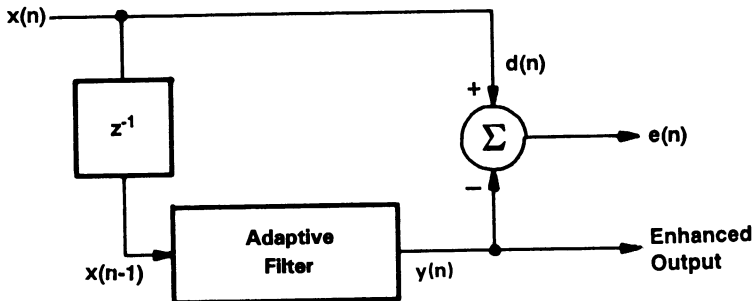 x(n)
d(n)
+
z⁻¹
Σ
e(n)
−
Adaptive
Filter
x(n-1)
y(n)
Enhanced
Output